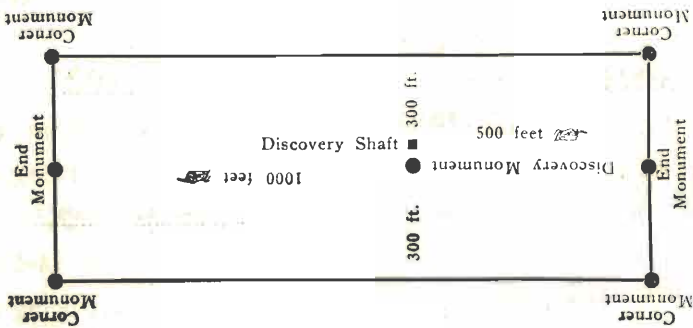 Corner
Monument
Corner
Monument
300 ft.
500 feet
Discovery Shaft
End
Monument
Discovery Monument
1000 feet
End
Monument
300 ft.
Corner
Monument
Corner
Monument